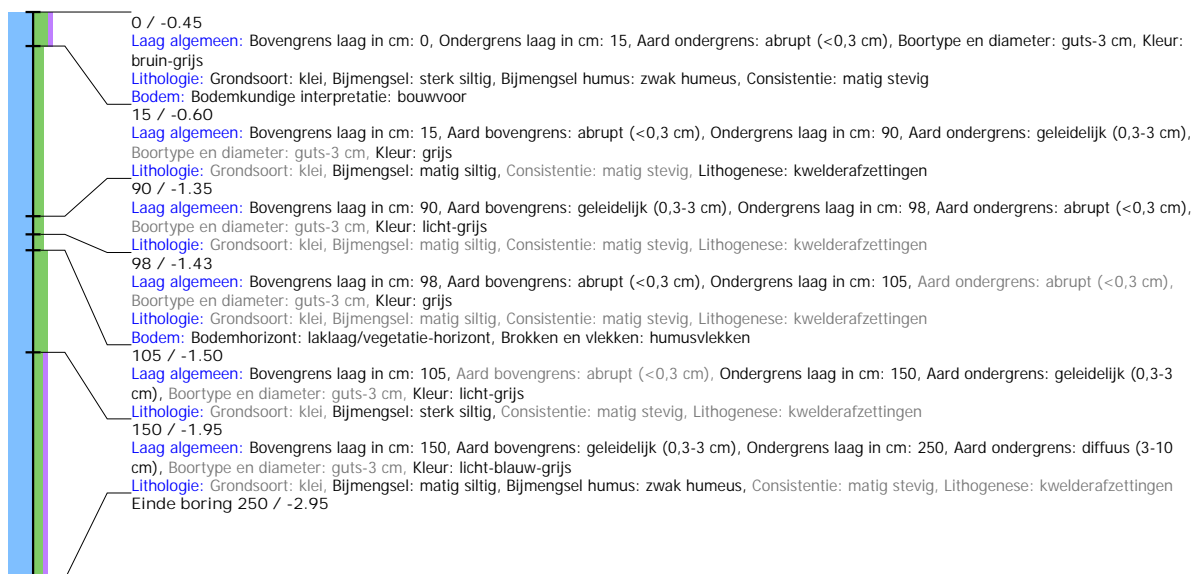 0 / -0.45
Laag algemeen: Bovengrens laag in cm: 0, Ondergrens laag in cm: 15, Aard ondergrens: abrupt (<0,3 cm), Boortype en diameter: guts-3 cm, Kleur:
bruin-grijs
Lithologie: Grondsoort: klei, Bijmengsel: sterk siltig, Bijmengsel humus: zwak humeus, Consistentie: matig stevig
Bodem: Bodemkundige interpretatie: bouwvoor
15 / -0.60
Laag algemeen: Bovengrens laag in cm: 15, Aard bovengrens: abrupt (<0,3 cm), Ondergrens laag in cm: 90, Aard ondergrens: geleidelijk (0,3-3 cm),
Boortype en diameter: guts-3 cm, Kleur: grijs
Lithologie: Grondsoort: klei, Bijmengsel: matig siltig, Consistentie: matig stevig, Lithogenese: kwelderafzettingen
90 / -1.35
Laag algemeen: Bovengrens laag in cm: 90, Aard bovengrens: geleidelijk (0,3-3 cm), Ondergrens laag in cm: 98, Aard ondergrens: abrupt (<0,3 cm),
Boortype en diameter: guts-3 cm, Kleur: licht-grijs
Lithologie: Grondsoort: klei, Bijmengsel: matig siltig, Consistentie: matig stevig, Lithogenese: kwelderafzettingen
98 / -1.43
Laag algemeen: Bovengrens laag in cm: 98, Aard bovengrens: abrupt (<0,3 cm), Ondergrens laag in cm: 105, Aard ondergrens: abrupt (<0,3 cm),
Boortype en diameter: guts-3 cm, Kleur: grijs
Lithologie: Grondsoort: klei, Bijmengsel: matig siltig, Consistentie: matig stevig, Lithogenese: kwelderafzettingen
Bodem: Bodemhorizont: laklaag/vegetatie-horizont, Brokken en vlekken: humusvlekken
105 / -1.50
Laag algemeen: Bovengrens laag in cm: 105, Aard bovengrens: abrupt (<0,3 cm), Ondergrens laag in cm: 150, Aard ondergrens: geleidelijk (0,3-3
cm), Boortype en diameter: guts-3 cm, Kleur: licht-grijs
Lithologie: Grondsoort: klei, Bijmengsel: sterk siltig, Consistentie: matig stevig, Lithogenese: kwelderafzettingen
150 / -1.95
Laag algemeen: Bovengrens laag in cm: 150, Aard bovengrens: geleidelijk (0,3-3 cm), Ondergrens laag in cm: 250, Aard ondergrens: diffuus (3-10
cm), Boortype en diameter: guts-3 cm, Kleur: licht-blauw-grijs
Lithologie: Grondsoort: klei, Bijmengsel: matig siltig, Bijmengsel humus: zwak humeus, Consistentie: matig stevig, Lithogenese: kwelderafzettingen
Einde boring 250 / -2.95